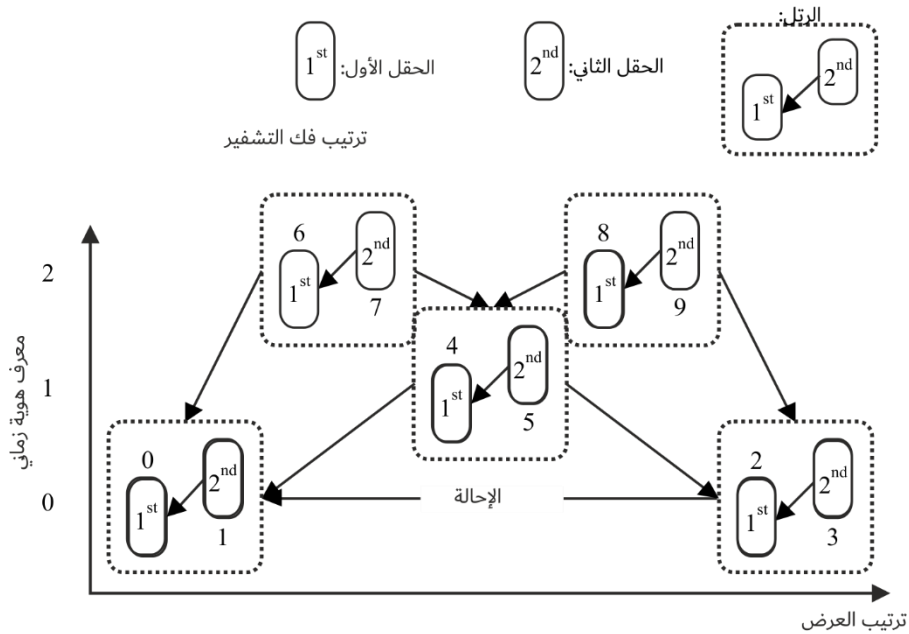 الرتل:
1st الحقل الأول:
2nd الحقل الثاني:
1st 2nd
ترتيب فك التشفير
6 8
1st 2nd 1st 2nd
7 9
2
4
1st 2nd
5
1
معرف هوية زماني
0 2
1st 2nd 1st 2nd
1 3
0
الإحالة
ترتيب العرض